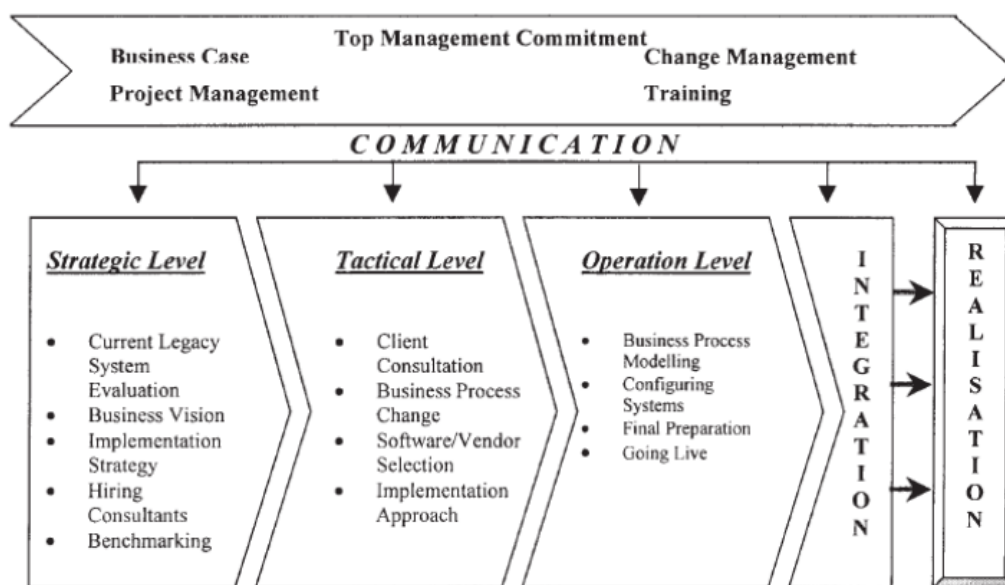 Top Management Commitment
Business Case
Change Management
Project Management
Training
COMMUNICATION
Strategic Level
• Current Legacy
System
Evaluation
• Business Vision
• Implementation
Strategy
• Hiring
Consultants
• Benchmarking
Tactical Level
• Client
Consultation
• Business Process
Change
• Software/Vendor
Selection
• Implementation
Approach
Operation Level
• Business Process
Modelling
• Configuring
Systems
• Final Preparation
• Going Live
INTEGRATION
REALISATION